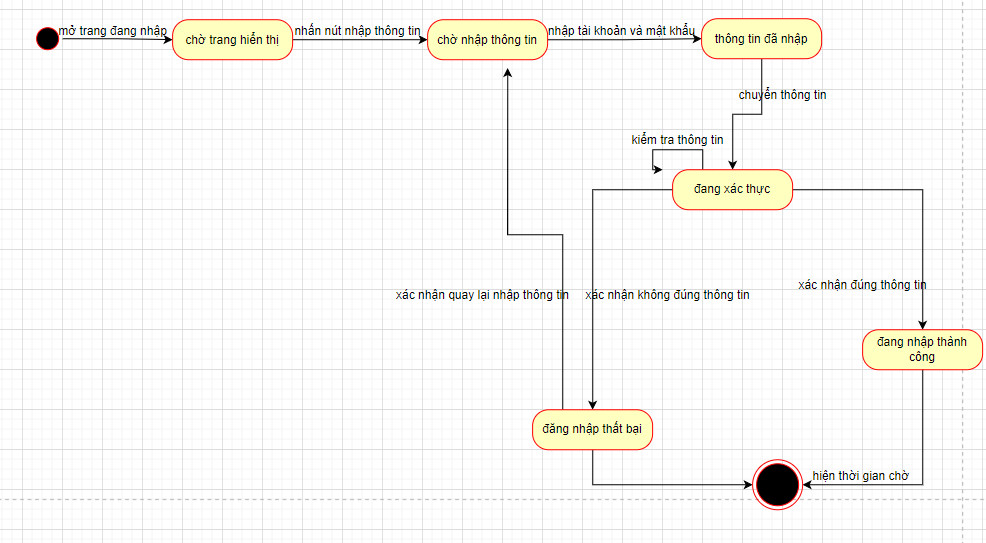 mở trang đang nhập
chờ trang hiển thị
nhấn nút nhập thông tin
chờ nhập thông tin
nhập tài khoản và mật khẩu
thông tin đã nhập
chuyển thông tin
kiểm tra thông tin
đang xác thực
xác nhận quay lại nhập thông tin
xác nhận không đúng thông tin
xác nhận đúng thông tin
đang nhập thành
công
đăng nhập thất bại
hiện thời gian chờ